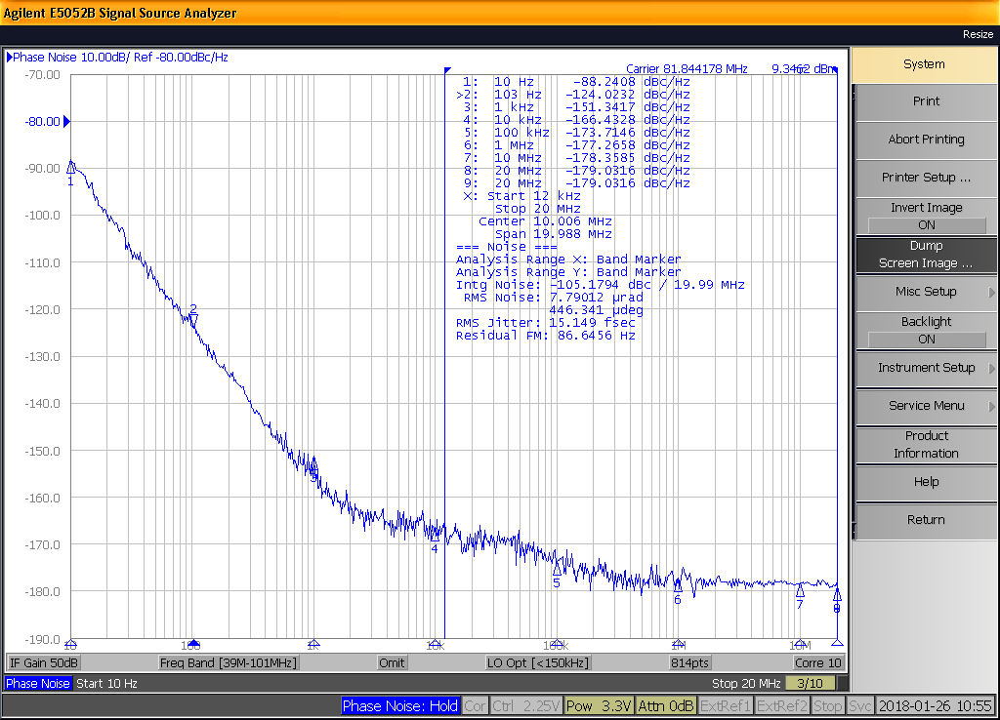 Agilent E5052B Signal Source Analyzer
Resize
Phase Noise 10.00dB/ Ref -80.00dBc/Hz
Carrier 81.844178 MHz 9.3462 dBm
-70.00
-80.00
-90.00
-100.0
-110.0
-120.0
-130.0
-140.0
-150.0
-160.0
-170.0
-180.0
-190.0
1: 10 Hz -88.2408 dBc/Hz
>2: 103 Hz -124.0232 dBc/Hz
3: 1 kHz -151.3417 dBc/Hz
4: 10 kHz -166.4328 dBc/Hz
5: 100 kHz -173.7146 dBc/Hz
6: 1 MHz -177.2658 dBc/Hz
7: 10 MHz -178.3585 dBc/Hz
8: 20 MHz -179.0316 dBc/Hz
9: 20 MHz -179.0316 dBc/Hz
X: Start 12 kHz
Stop 20 MHz
Center 10.006 MHz
Span 19.988 MHz
=== Noise ===
Analysis Range X: Band Marker
Analysis Range Y: Band Marker
Intg Noise: -105.1794 dBc / 19.99 MHz
RMS Noise: 7.79012 µrad
446.341 µdeg
RMS Jitter: 15.149 fsec
Residual FM: 86.6456 Hz
1
2
3
4
5
6
7
10
100
1k
10k
100k
1M
10M
IF Gain 50dB
Freq Band [39M-101MHz]
Omit
LO Opt [<150kHz]
814pts
Corre 10
Phase Noise Start 10 Hz
Stop 20 MHz 3/10
Phase Noise: Hold
Cor
Ctrl 2.25V
Pow 3.3V
Attn 0dB
ExtRef1
ExtRef2
Stop
Svc
2018-01-26 10:55
System
Print
Abort Printing
Printer Setup ...
Invert Image
ON
Dump
Screen Image ...
Misc Setup
Backlight
ON
Instrument Setup
Service Menu
Product
Information
Help
Return